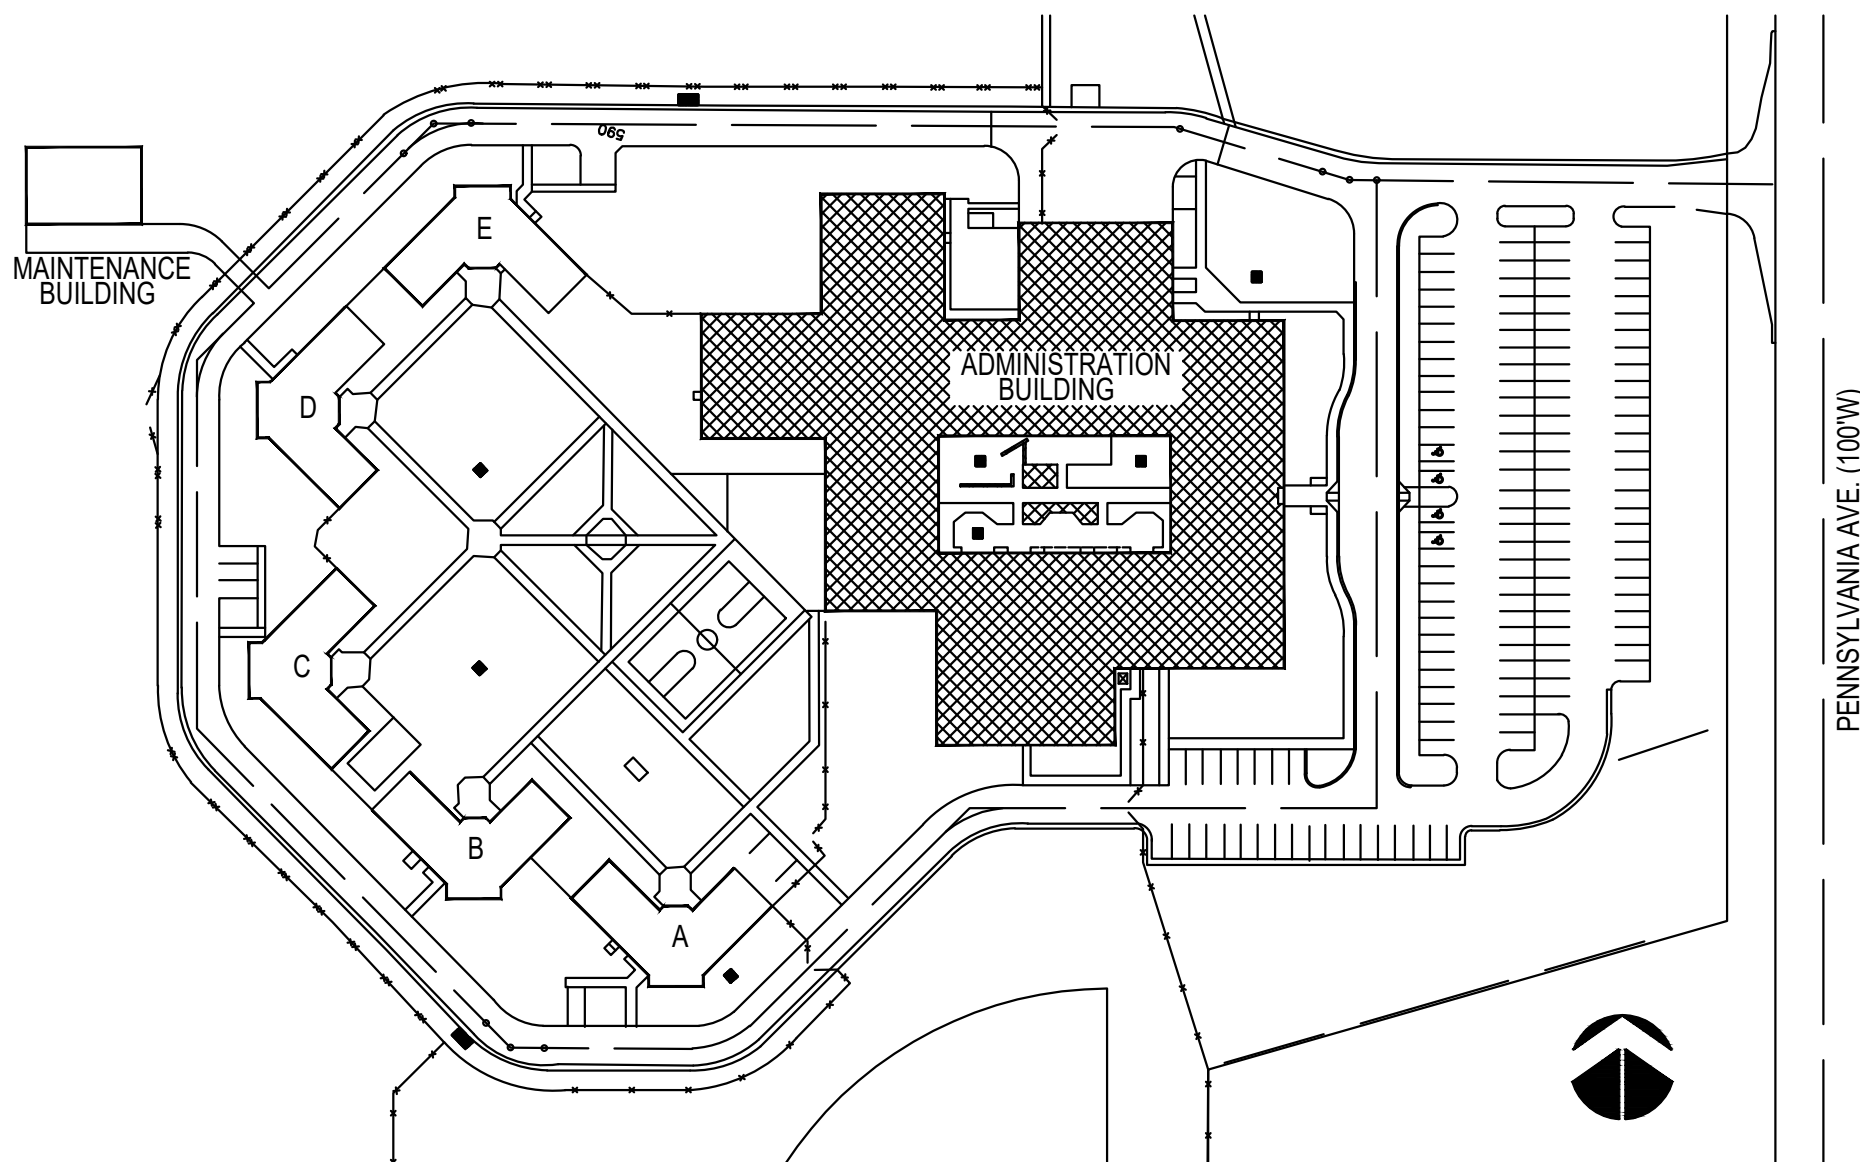 590
E
MAINTENANCE
BUILDING
ADMINISTRATION
BUILDING
D
C
B
A
PENNSYLVANIA AVE. (100'W)